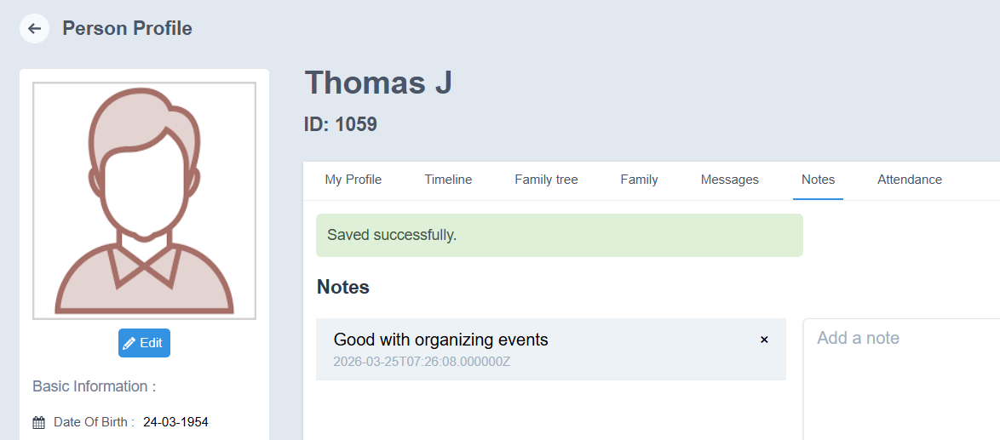 Person Profile
Thomas J
ID: 1059
My Profile Timeline Family tree Family Messages Notes Attendance
Saved successfully.
Notes
Good with organizing events ×
2026-03-25T07:26:08.000000Z
Add a note
Edit
Basic Information :
Date Of Birth : 24-03-1954